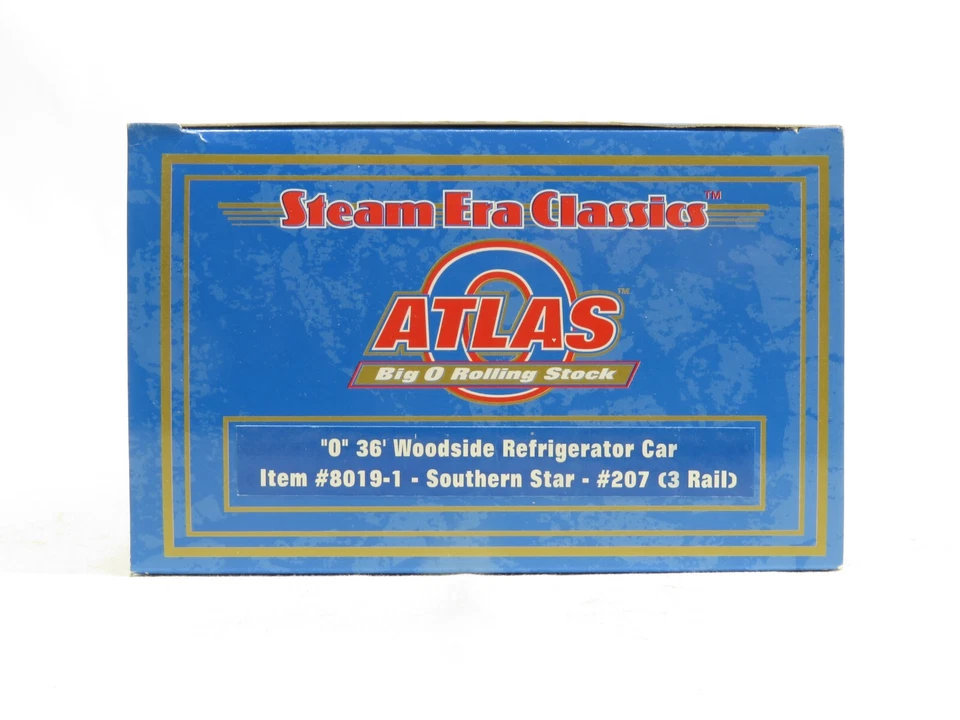 Steam Era Classics™
ATLAS™
O
Big O Rolling Stock
"O" 36' Woodside Refrigerator Car
Item #8019-1 - Southern Star - #207 (3 Rail)